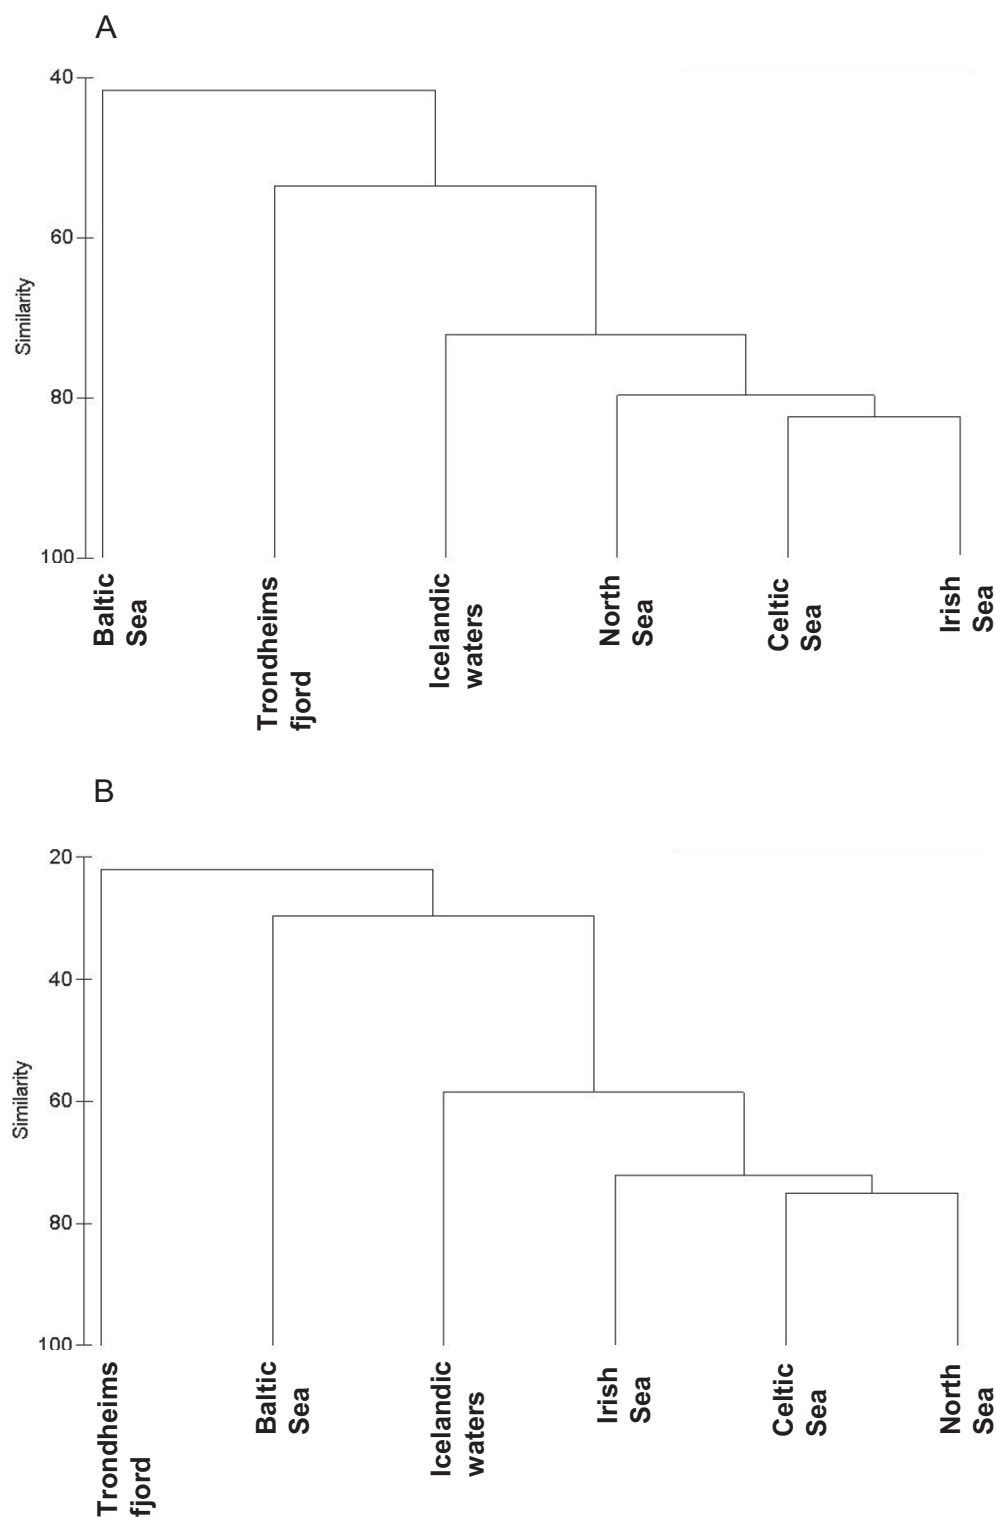 A
40
60
80
100
Similarity
Baltic
Sea
Trondheims
fjord
Icelandic
waters
North
Sea
Celtic
Sea
Irish
Sea
B
20
40
60
80
100
Similarity
Trondheims
fjord
Baltic
Sea
Icelandic
waters
Irish
Sea
Celtic
Sea
North
Sea